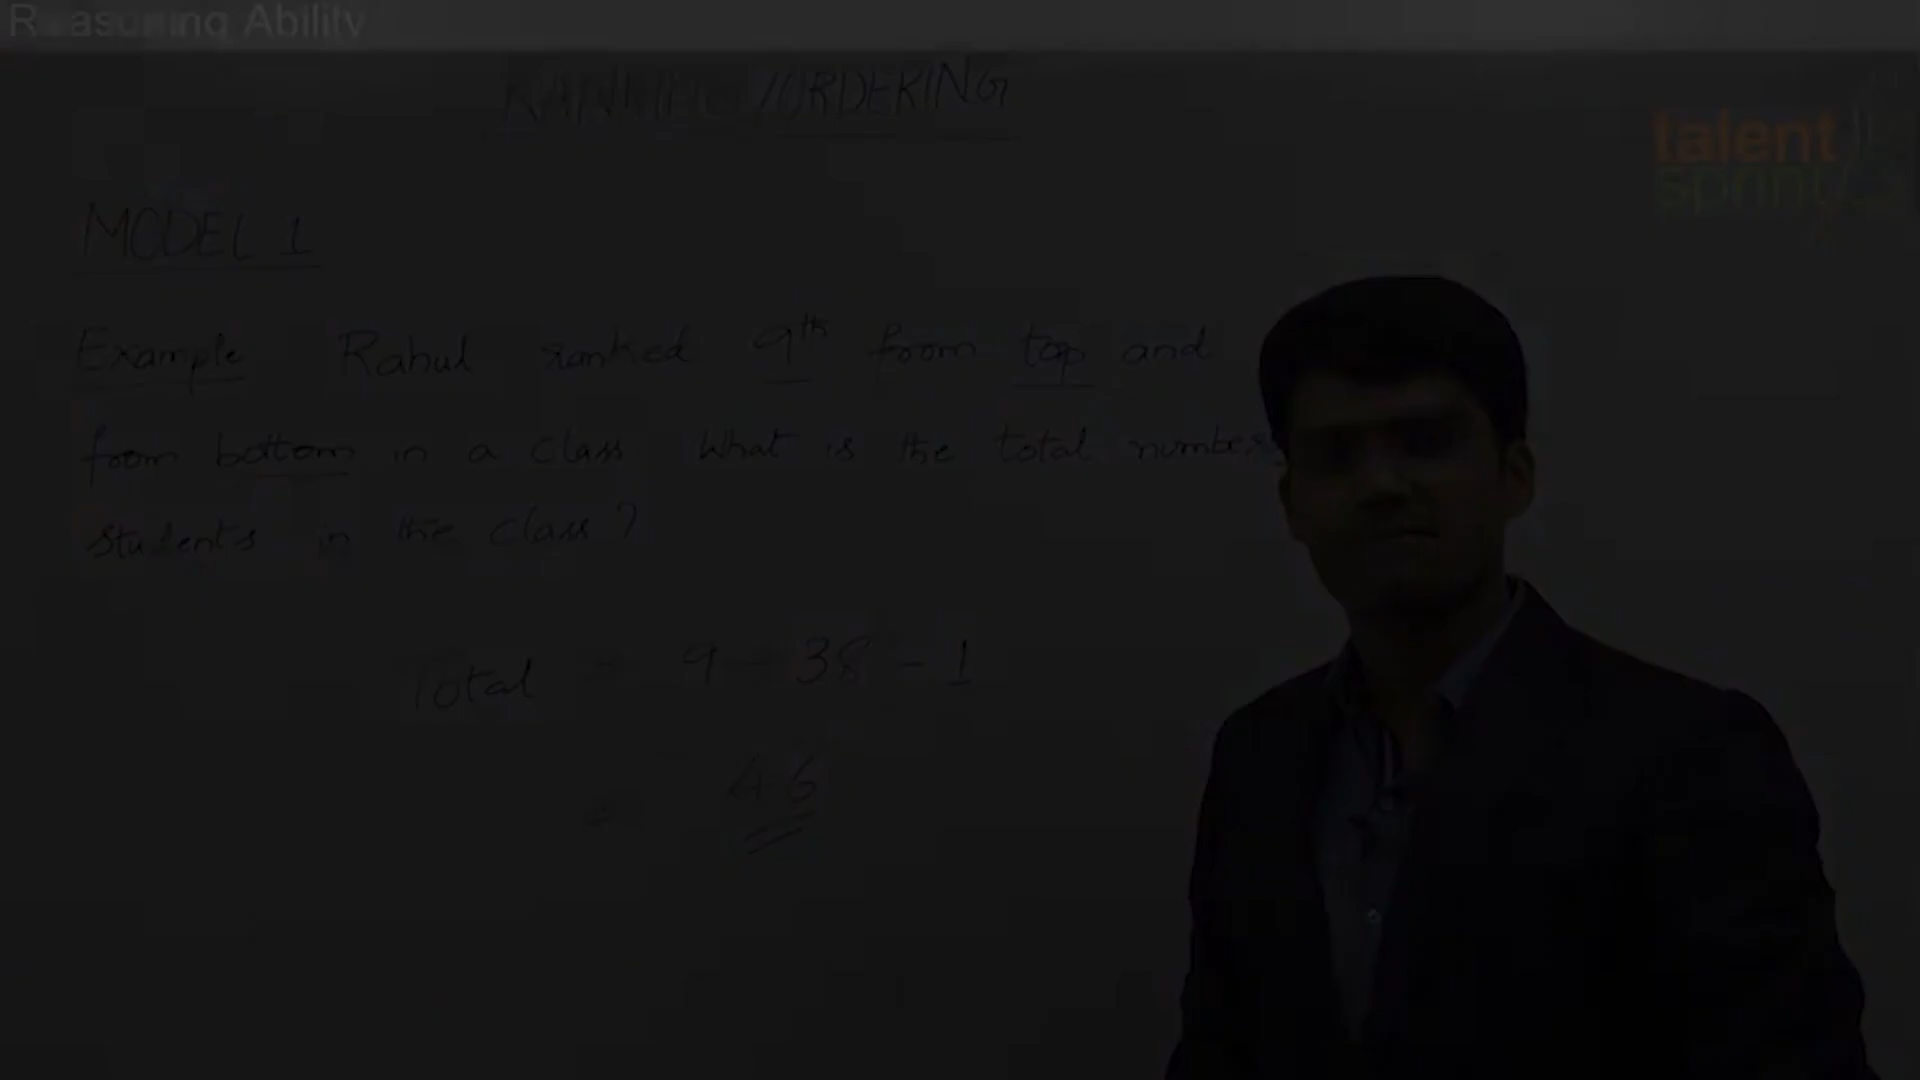 Reasoning Ability
RANKING/ORDERING
talent
sprint
MODEL 1
Example Rahul ranked 9th from top and
from bottom in a class. What is the total number
students in the class?
Total = 9 + 38 - 1
= 46